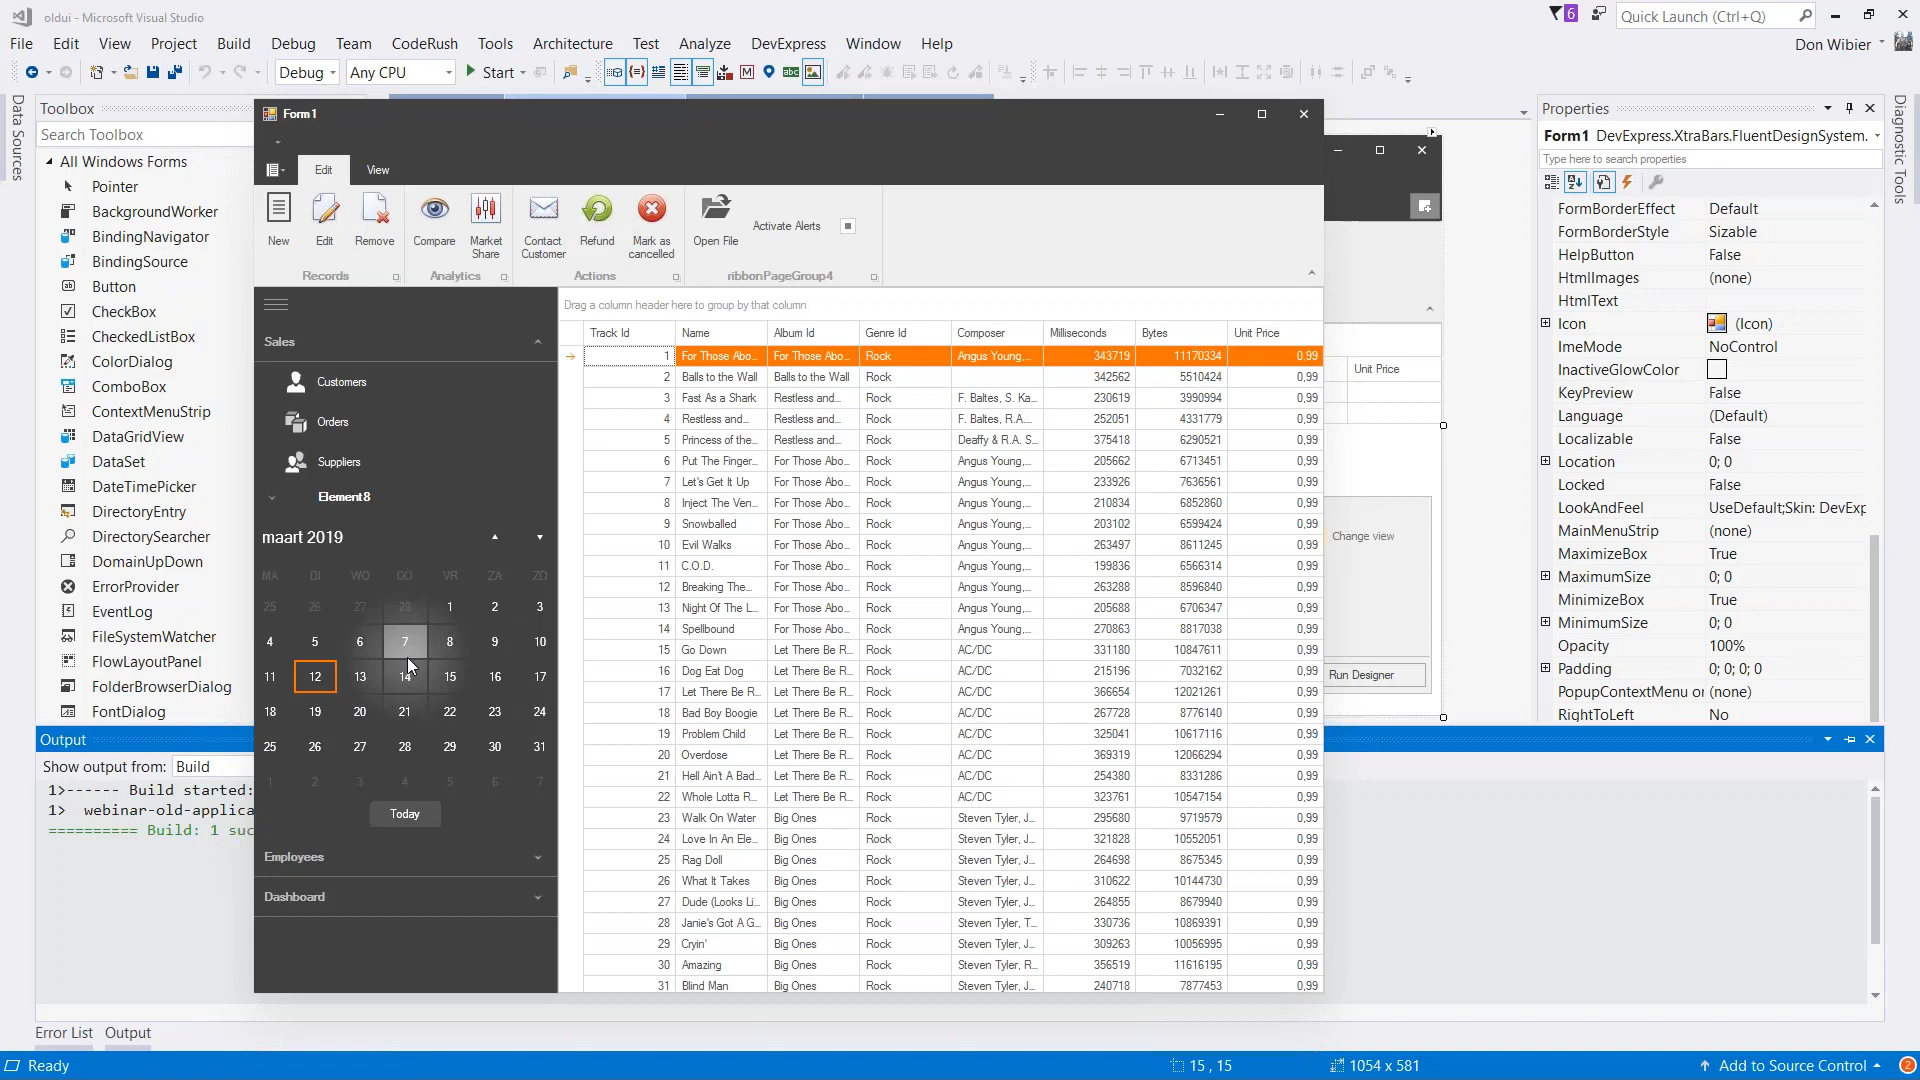 oldui - Microsoft Visual Studio
6
Quick Launch (Ctrl+Q)
File Edit View Project Build Debug Team CodeRush Tools Architecture Test Analyze DevExpress Window Help
Don Wibier
Debug Any CPU Start
Data Sources
Toolbox
Search Toolbox
All Windows Forms
Pointer
BackgroundWorker
BindingNavigator
BindingSource
Button
CheckBox
CheckedListBox
ColorDialog
ComboBox
ContextMenuStrip
DataGridView
DataSet
DateTimePicker
DirectoryEntry
DirectorySearcher
DomainUpDown
ErrorProvider
EventLog
FileSystemWatcher
FlowLayoutPanel
FolderBrowserDialog
FontDialog
Form1
Edit View
New Edit Remove Compare Market Share Contact Customer Refund Mark as cancelled Open File Activate Alerts
Records Analytics Actions ribbonPageGroup4
Sales
Customers
Orders
Suppliers
Element8
maart 2019
MA DI WO DO VR ZA ZO
25 26 27 28 1 2 3
4 5 6 7 8 9 10
11 12 13 14 15 16 17
18 19 20 21 22 23 24
25 26 27 28 29 30 31
1 2 3 4 5 6 7
Today
Employees
Dashboard
Drag a column header here to group by that column
Track Id Name Album Id Genre Id Composer Milliseconds Bytes Unit Price
1 For Those Abo... For Those Abo... Rock Angus Young,... 343719 11170334 0,99
2 Balls to the Wall Balls to the Wall Rock 342562 5510424 0,99
3 Fast As a Shark Restless and... Rock F. Baltes, S. Ka... 230619 3990994 0,99
4 Restless and... Restless and... Rock F. Baltes, R.A.... 252051 4331779 0,99
5 Princess of the... Restless and... Rock Deaffy & R.A. S... 375418 6290521 0,99
6 Put The Finger... For Those Abo... Rock Angus Young,... 205662 6713451 0,99
7 Let's Get It Up For Those Abo... Rock Angus Young,... 233926 7636561 0,99
8 Inject The Ven... For Those Abo... Rock Angus Young,... 210834 6852860 0,99
9 Snowballed For Those Abo... Rock Angus Young,... 203102 6599424 0,99
10 Evil Walks For Those Abo... Rock Angus Young,... 263497 8611245 0,99
11 C.O.D. For Those Abo... Rock Angus Young,... 199836 6566314 0,99
12 Breaking The... For Those Abo... Rock Angus Young,... 263288 8596840 0,99
13 Night Of The L... For Those Abo... Rock Angus Young,... 205688 6706347 0,99
14 Spellbound For Those Abo... Rock Angus Young,... 270863 8817038 0,99
15 Go Down Let There Be R... Rock AC/DC 331180 10847611 0,99
16 Dog Eat Dog Let There Be R... Rock AC/DC 215196 7032162 0,99
17 Let There Be R... Let There Be R... Rock AC/DC 366654 12021261 0,99
18 Bad Boy Boogie Let There Be R... Rock AC/DC 267728 8776140 0,99
19 Problem Child Let There Be R... Rock AC/DC 325041 10617116 0,99
20 Overdose Let There Be R... Rock AC/DC 369319 12066294 0,99
21 Hell Ain't A Bad... Let There Be R... Rock AC/DC 254380 8331286 0,99
22 Whole Lotta R... Let There Be R... Rock AC/DC 323761 10547154 0,99
23 Walk On Water Big Ones Rock Steven Tyler, J... 295680 9719579 0,99
24 Love In An Ele... Big Ones Rock Steven Tyler, J... 321828 10552051 0,99
25 Rag Doll Big Ones Rock Steven Tyler, J... 264698 8675345 0,99
26 What It Takes Big Ones Rock Steven Tyler, J... 310622 10144730 0,99
27 Dude (Looks Li... Big Ones Rock Steven Tyler, J... 264855 8679940 0,99
28 Janie's Got A G... Big Ones Rock Steven Tyler, T... 330736 10869391 0,99
29 Cryin' Big Ones Rock Steven Tyler, J... 309263 10056995 0,99
30 Amazing Big Ones Rock Steven Tyler, R... 356519 11616195 0,99
31 Blind Man Big Ones Rock Steven Tyler, J... 240718 7877453 0,99
Unit Price
Change view
Run Designer
Properties
Form1 DevExpress.XtraBars.FluentDesignSystem.
Type here to search properties
FormBorderEffect Default
FormBorderStyle Sizable
HelpButton False
HtmlImages (none)
HtmlText
Icon (Icon)
ImeMode NoControl
InactiveGlowColor
KeyPreview False
Language (Default)
Localizable False
Location 0; 0
Locked False
LookAndFeel UseDefault;Skin: DevExp
MainMenuStrip (none)
MaximizeBox True
MaximumSize 0; 0
MinimizeBox True
MinimumSize 0; 0
Opacity 100%
Padding 0; 0; 0; 0
PopupContextMenu or (none)
RightToLeft No
Diagnostic Tools
Output
Show output from: Build
1>------ Build started:
1> webinar-old-applica
========== Build: 1 suc
Error List Output
Ready
15 , 15
1054 x 581
Add to Source Control
2